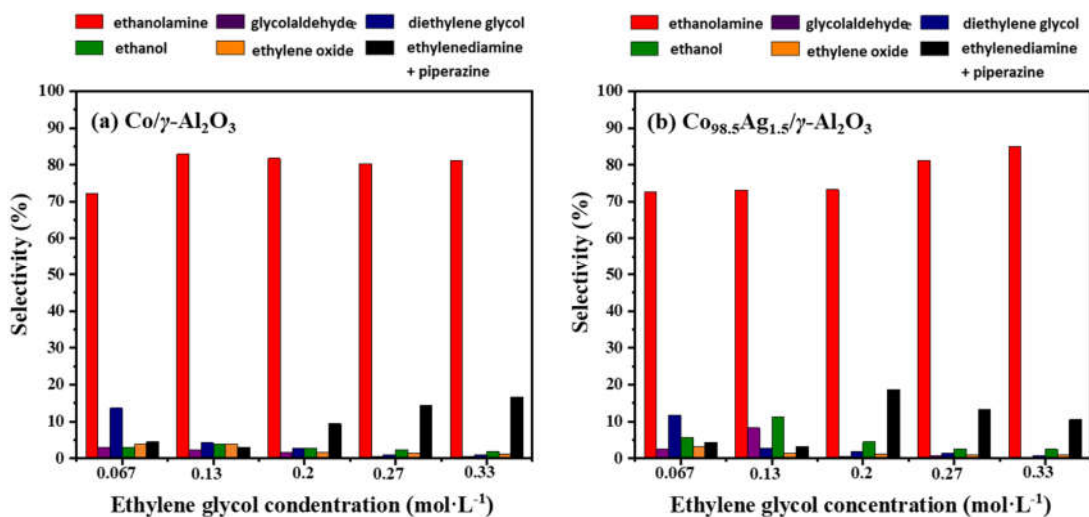 ethanolamine glycolaldehyde diethylene glycol
ethanol ethylene oxide ethylenediamine
+ piperazine
(a) Co/γ-Al₂O₃
Selectivity (%)
100
90
80
70
60
50
40
30
20
10
0
0.067 0.13 0.2 0.27 0.33
Ethylene glycol condentration (mol·L⁻¹)
ethanolamine glycolaldehyde diethylene glycol
ethanol ethylene oxide ethylenediamine
+ piperazine
(b) Co₉₈.₅Ag₁.₅/γ-Al₂O₃
Selectivity (%)
100
90
80
70
60
50
40
30
20
10
0
0.067 0.13 0.2 0.27 0.33
Ethylene glycol concentration (mol·L⁻¹)